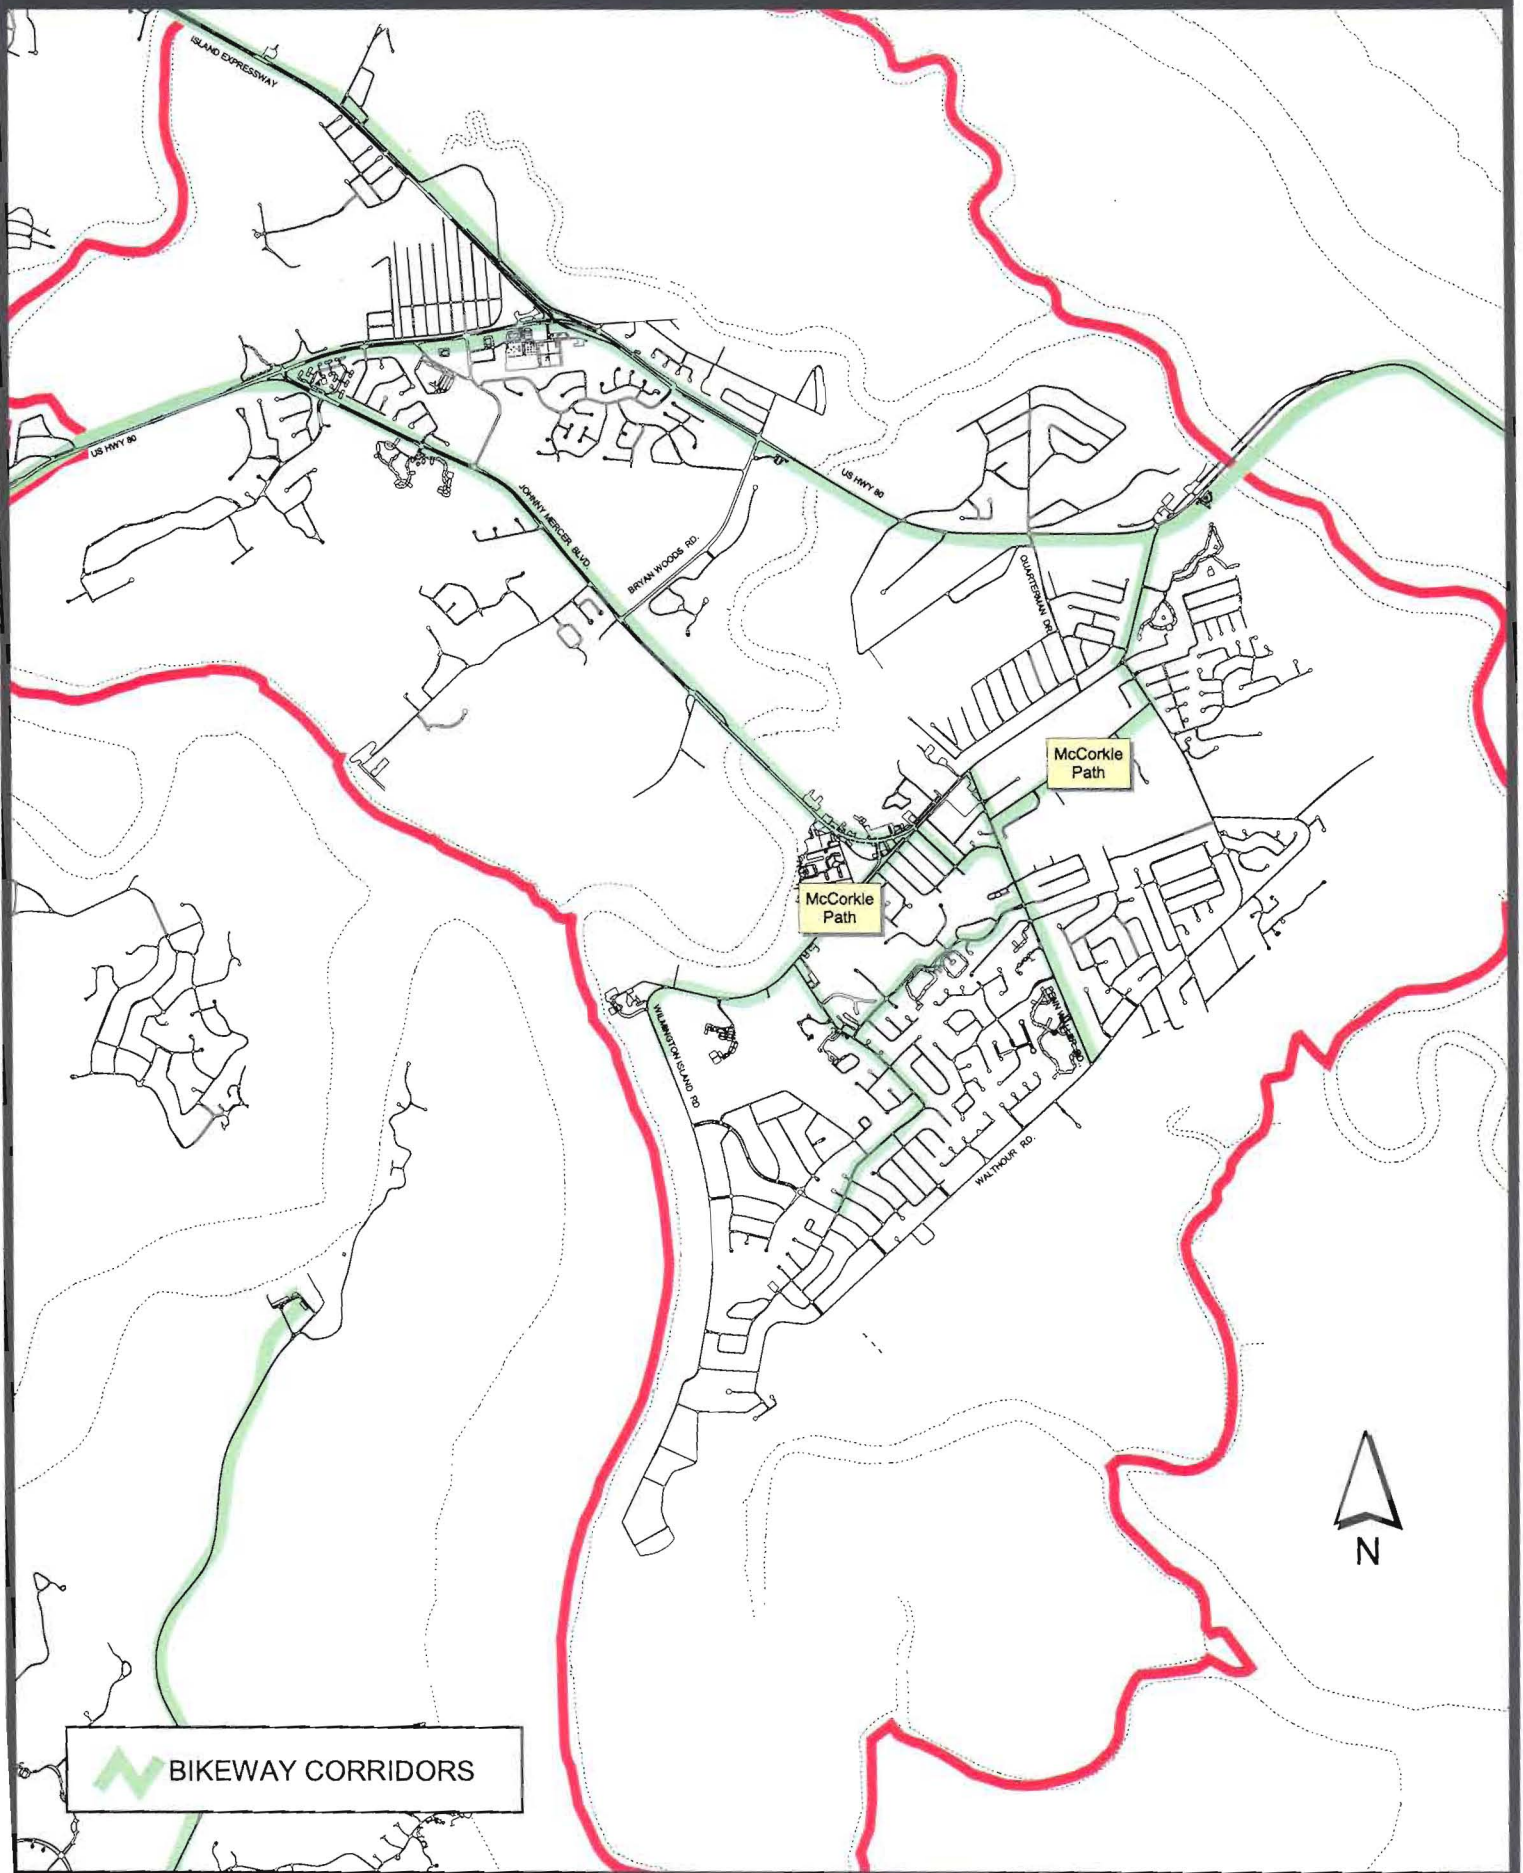 ISLAND EXPRESSWAY
US HWY 80
US HWY 80
JOHNNY MERCER BLVD.
BRYAN WOODS RD.
QUARTERMAN DR.
McCorkle
Path
McCorkle
Path
WILMINGTON ISLAND RD
WALTHOUR RD.
N
BIKEWAY CORRIDORS